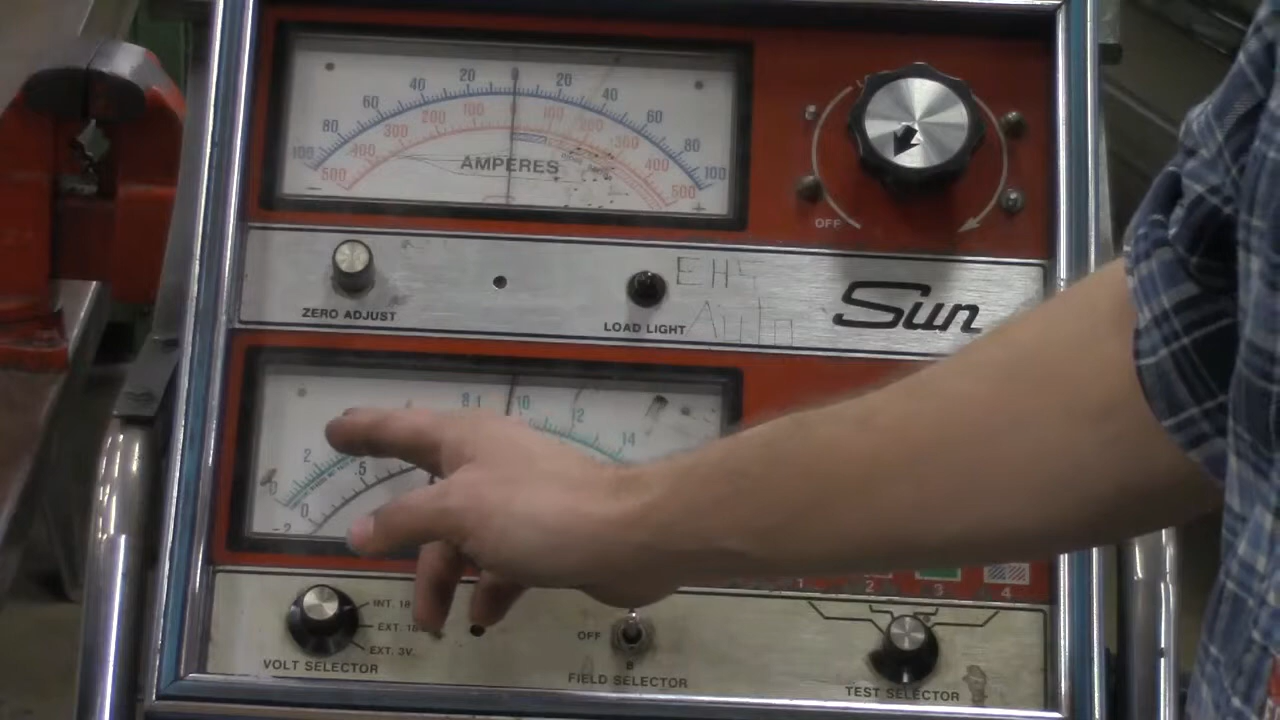 20 0 20
40 40
60 60
80 80
100 100
100 100
200 200
300 300
400 400
500 500
AMPERES
- +
OFF
ZERO ADJUST
LOAD LIGHT
EHS
Auto
Sun
8 10
12
14
2
0
.5
0
INT. 18
EXT. 18
EXT. 3V.
VOLT SELECTOR
OFF
B
FIELD SELECTOR
1 2 3 4
TEST SELECTOR